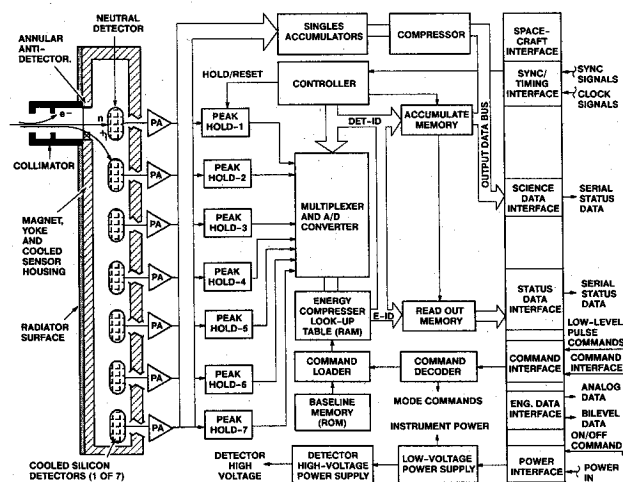 NEUTRAL
DETECTOR
ANNULAR
ANTI-
DETECTOR.
e-
n
+
COLLIMATOR
MAGNET,
YOKE
AND
COOLED
SENSOR
HOUSING
RADIATOR
SURFACE
COOLED SILICON
DETECTORS (1 OF 7)
PA
PA
PA
PA
PA
PA
PA
SINGLES
ACCUMULATORS
COMPRESSOR
HOLD/RESET
CONTROLLER
PEAK
HOLD-1
PEAK
HOLD-2
PEAK
HOLD-3
PEAK
HOLD-4
PEAK
HOLD-5
PEAK
HOLD-6
PEAK
HOLD-7
DET-ID
ACCUMULATE
MEMORY
OUTPUT DATA BUS
MULTIPLEXER
AND A/D
CONVERTER
ENERGY
COMPRESSER
LOOK-UP
TABLE (RAM)
E-ID
READ OUT
MEMORY
COMMAND
LOADER
COMMAND
DECODER
BASELINE
MEMORY
(ROM)
MODE COMMANDS
INSTRUMENT POWER
DETECTOR
HIGH
VOLTAGE
DETECTOR
HIGH-VOLTAGE
POWER SUPPLY
LOW-VOLTAGE
POWER SUPPLY
SPACE-
CRAFT
INTERFACE
SYNC/
TIMING
INTERFACE
SYNC
SIGNALS
CLOCK
SIGNALS
SCIENCE
DATA
INTERFACE
SERIAL
STATUS
DATA
STATUS
DATA
INTERFACE
SERIAL
STATUS
DATA
LOW-LEVEL
PULSE
COMMANDS
COMMAND
INTERFACE
COMMAND
INTERFACE
ENG. DATA
INTERFACE
ANALOG
DATA
BILEVEL
DATA
ON/OFF
COMMAND
POWER
INTERFACE
POWER
IN